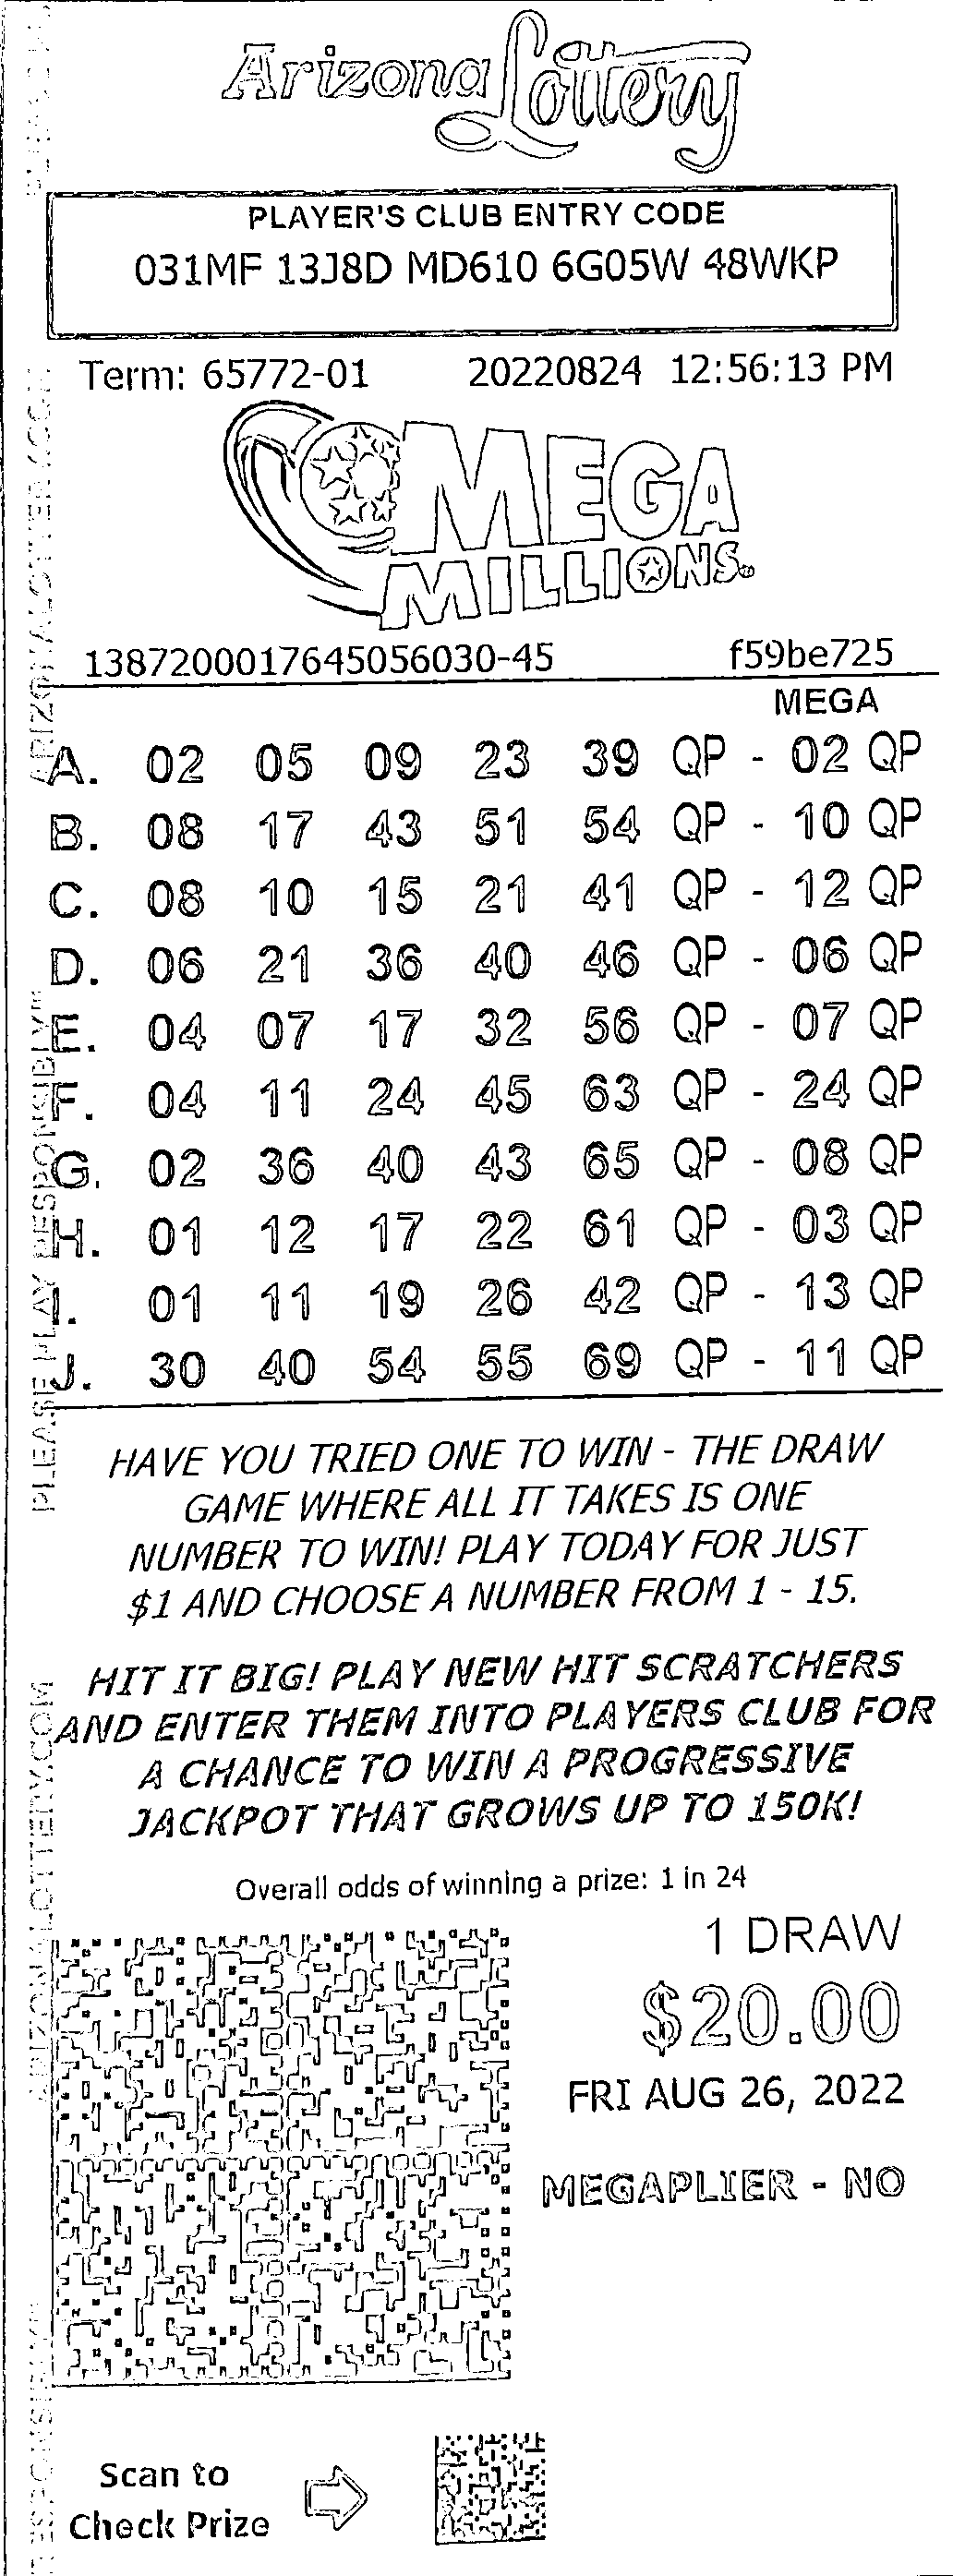 Arizona Lottery
PLAYER'S CLUB ENTRY CODE
031MF 13J8D MD610 6G05W 48WKP
Term: 65772-01 20220824 12:56:13 PM
MEGA
MILLIONS
1387200017645056030-45 f59be725
MEGA
A. 02 05 09 23 39 QP - 02 QP
B. 08 17 43 51 54 QP - 10 QP
C. 08 10 15 21 41 QP - 12 QP
D. 06 21 36 40 46 QP - 06 QP
E. 04 07 17 32 56 QP - 07 QP
F. 04 11 24 45 63 QP - 24 QP
G. 02 36 40 43 65 QP - 08 QP
H. 01 12 17 22 61 QP - 03 QP
I. 01 11 19 26 42 QP - 13 QP
J. 30 40 54 55 69 QP - 11 QP
HAVE YOU TRIED ONE TO WIN - THE DRAW
GAME WHERE ALL IT TAKES IS ONE
NUMBER TO WIN! PLAY TODAY FOR JUST
$1 AND CHOOSE A NUMBER FROM 1 - 15.
HIT IT BIG! PLAY NEW HIT SCRATCHERS
AND ENTER THEM INTO PLAYERS CLUB FOR
A CHANCE TO WIN A PROGRESSIVE
JACKPOT THAT GROWS UP TO 150K!
Overall odds of winning a prize: 1 in 24
1 DRAW
$20.00
FRI AUG 26, 2022
MEGAPLIER - NO
Scan to
Check Prize
ARIZONALOTTERY.COM
PLEASE PLAY RESPONSIBLY™
ARIZONALOTTERY.COM